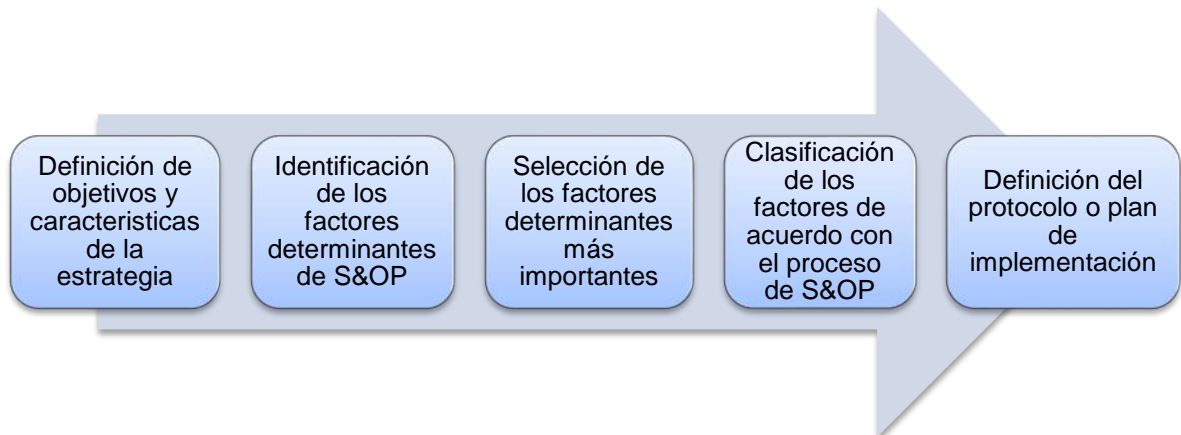 Definición de
objetivos y
caracteristicas
de la
estrategia
Identificación
de los
factores
determinantes
de S&OP
Selección de
los factores
determinantes
más
importantes
Clasificación
de los
factores de
acuerdo con
el proceso
de S&OP
Definición del
protocolo o plan
de
implementación